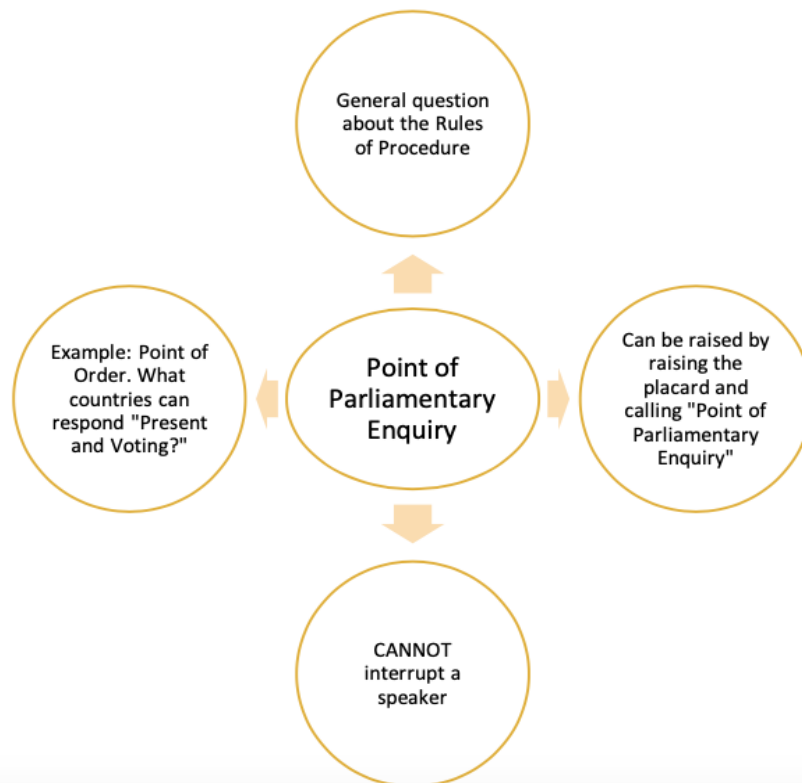 General question
about the Rules
of Procedure
Example: Point of
Order. What
countries can
respond "Present
and Voting?"
Point of
Parliamentary
Enquiry
Can be raised by
raising the
placard and
calling "Point of
Parliamentary
Enquiry"
CANNOT
interrupt a
speaker